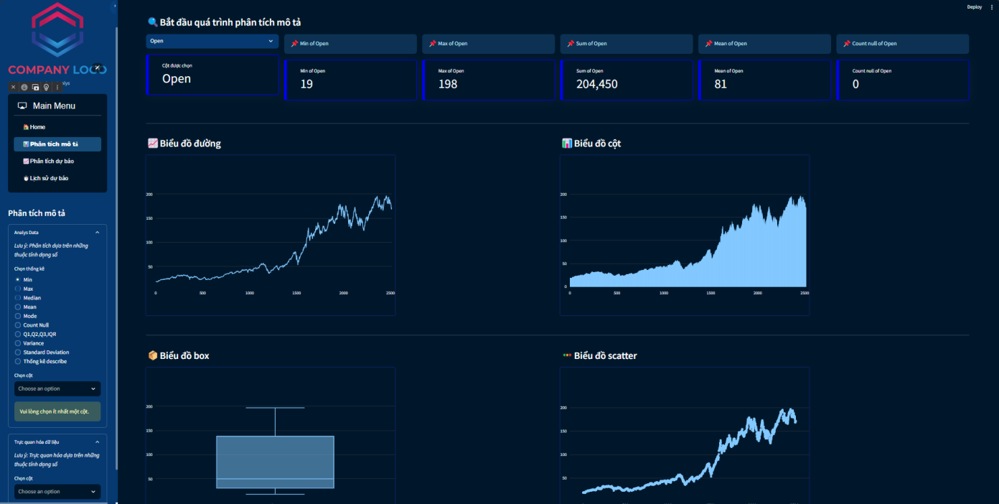 Deploy
COMPANY LOGO
alys
Main Menu
Home
Phân tích mô tả
Phân tích dự báo
Lịch sử dự báo
Phân tích mô tả
Analys Data
Lưu ý: Phân tích dựa trên những
thuộc tính dạng số
Chọn thống kê
Min
Max
Median
Mean
Mode
Count Null
Q1,Q2,Q3,IQR
Variance
Standard Deviation
Thống kê describe
Chọn cột
Choose an option
Vui lòng chọn ít nhất một cột.
Trực quan hóa dữ liệu
Lưu ý: Trực quan hóa dựa trên những
thuộc tính dạng số
Chọn cột
Choose an option
Bắt đầu quá trình phân tích mô tả
Open
Min of Open
Max of Open
Sum of Open
Mean of Open
Count null of Open
Cột được chọn
Open
Min of Open
19
Max of Open
198
Sum of Open
204,450
Mean of Open
81
Count null of Open
0
Biểu đồ đường
200
150
100
50
0 500 1000 1500 2000 2500
Biểu đồ cột
200
150
100
50
0
0 500 1000 1500 2000 2500
Biểu đồ box
200
150
100
50
Biểu đồ scatter
200
150
100
50